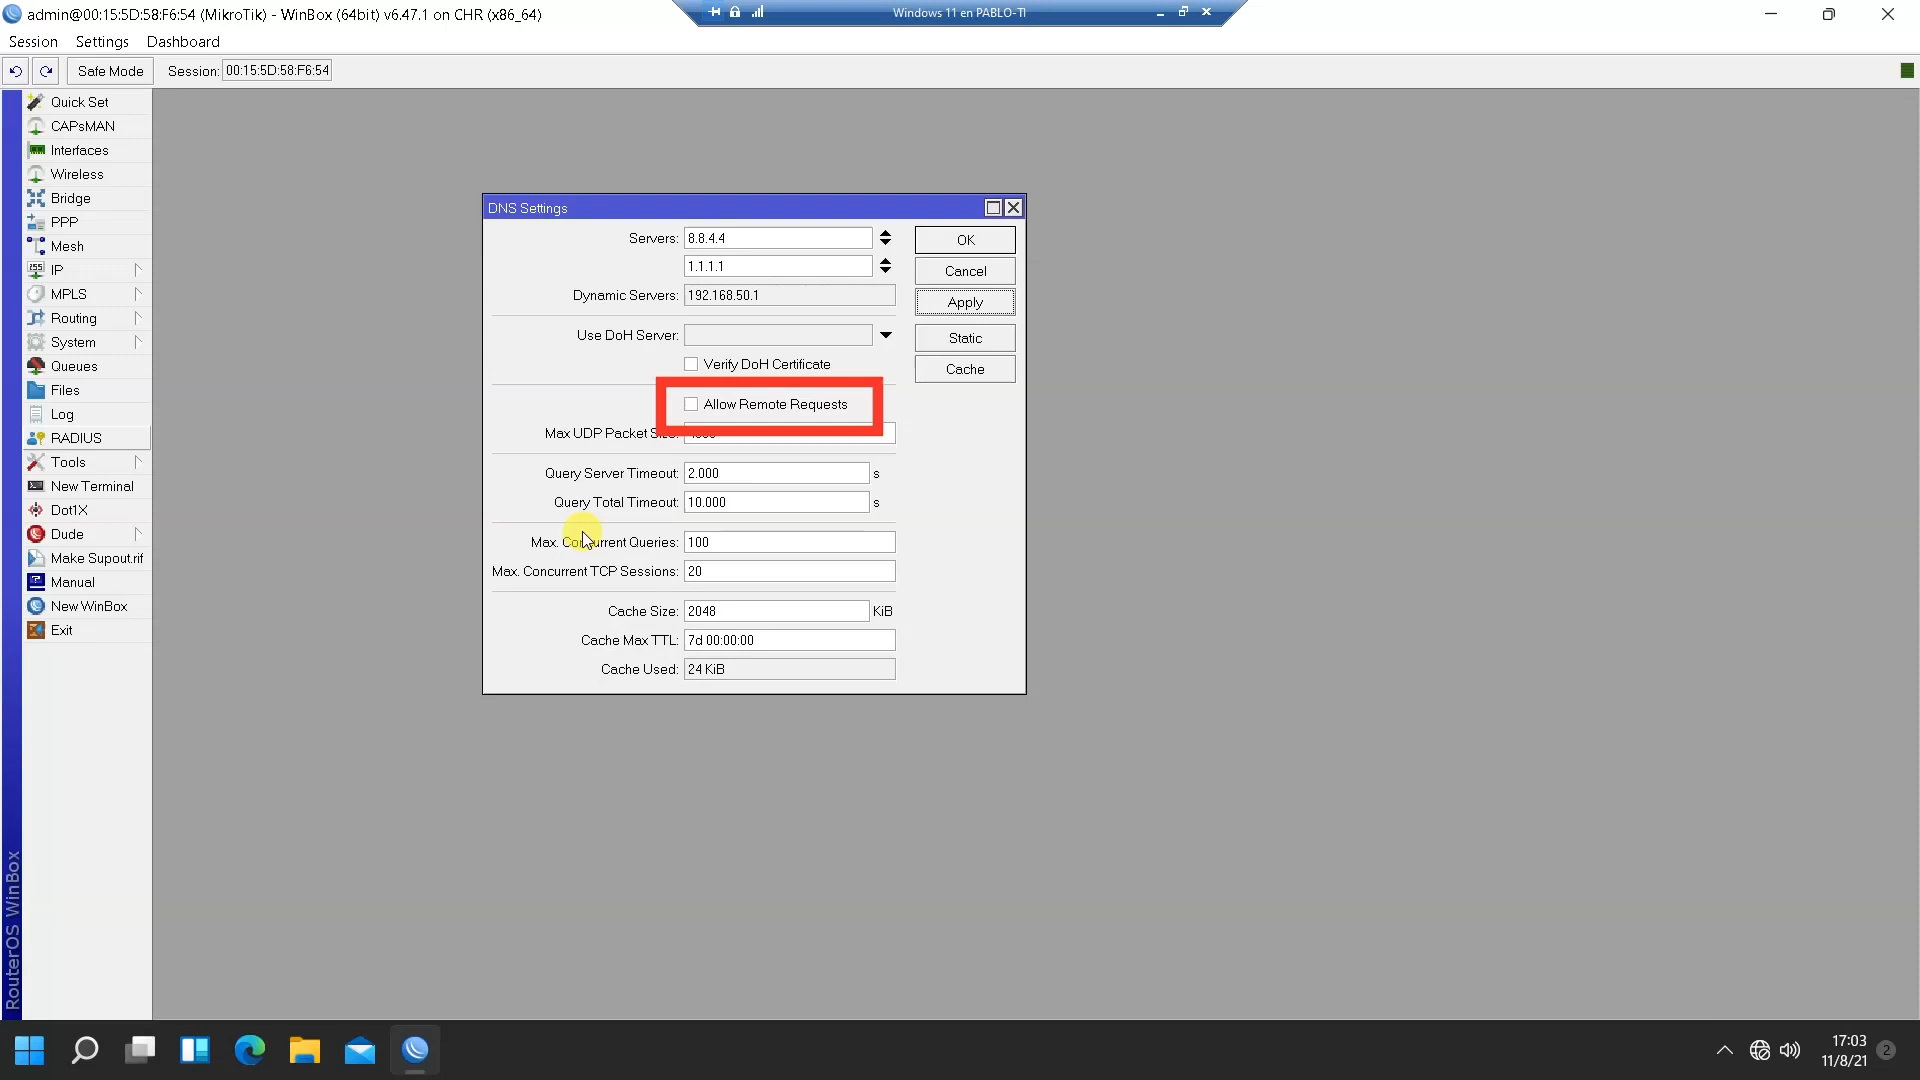 admin@00:15:5D:58:F6:54 (MikroTik) - WinBox (64bit) v6.47.1 on CHR (x86_64)
Windows 11 en PABLO-TI
Session Settings Dashboard
Safe Mode Session: 00:15:5D:58:F6:54
Quick Set
CAPsMAN
Interfaces
Wireless
Bridge
PPP
Mesh
IP
MPLS
Routing
System
Queues
Files
Log
RADIUS
Tools
New Terminal
Dot1X
Dude
Make Supout.rif
Manual
New WinBox
Exit
RouterOS WinBox
DNS Settings
Servers: 8.8.4.4
1.1.1.1
Dynamic Servers: 192.168.50.1
Use DoH Server:
Verify DoH Certificate
Allow Remote Requests
Max UDP Packet Size:
Query Server Timeout: 2.000 s
Query Total Timeout: 10.000 s
Max. Concurrent Queries: 100
Max. Concurrent TCP Sessions: 20
Cache Size: 2048 KiB
Cache Max TTL: 7d 00:00:00
Cache Used: 24 KiB
OK
Cancel
Apply
Static
Cache
17:03
11/8/21
2